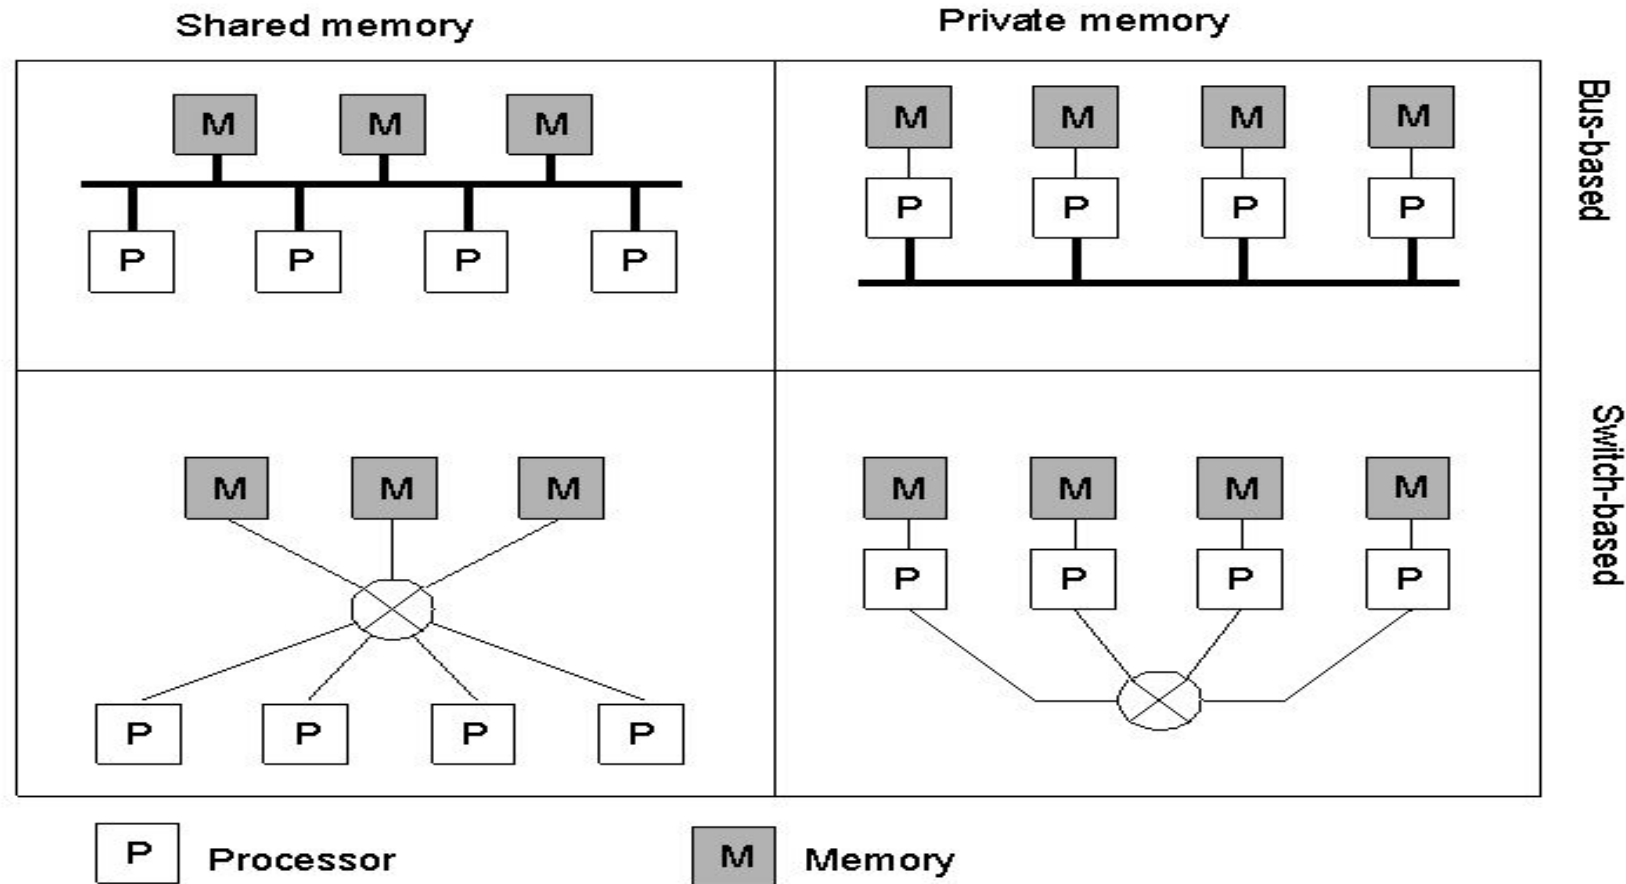 Shared memory
Private memory
M M M
P P P P
M M M M
P P P P
Bus-based
M M M
P P P P
M M M M
P P P P
Switch-based
P Processor
M Memory